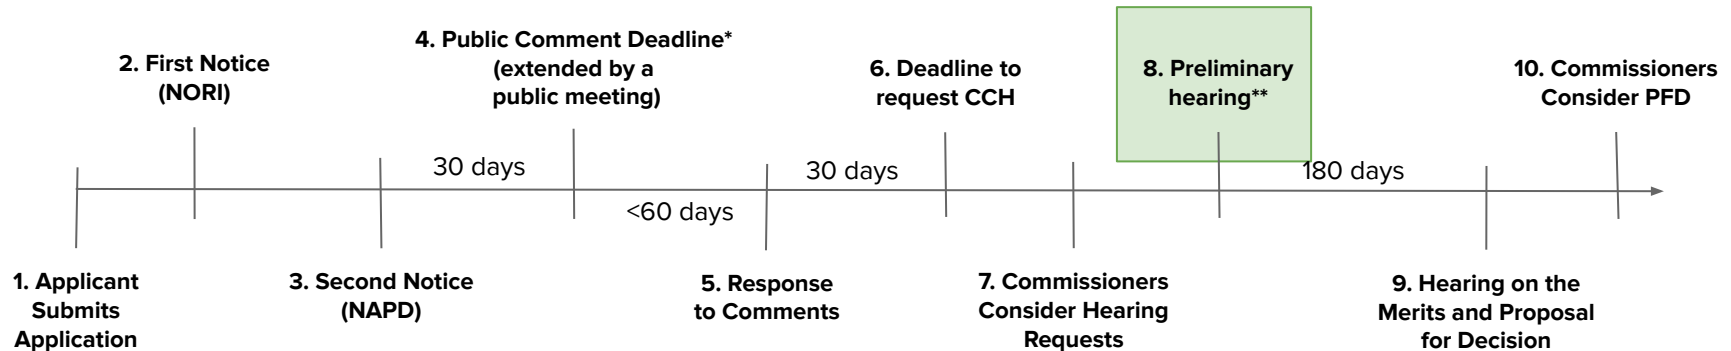 1. Applicant
Submits
Application
2. First Notice
(NORI)
3. Second Notice
(NAPD)
30 days
4. Public Comment Deadline*
(extended by a
public meeting)
<60 days
5. Response
to Comments
30 days
6. Deadline to
request CCH
7. Commissioners
Consider Hearing
Requests
8. Preliminary
hearing**
180 days
9. Hearing on the
Merits and Proposal
for Decision
10. Commissioners
Consider PFD